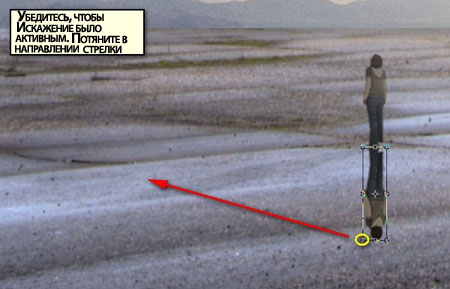 Убедитесь, чтобы
Искажение было
активным. Потяните в
направлении стрелки